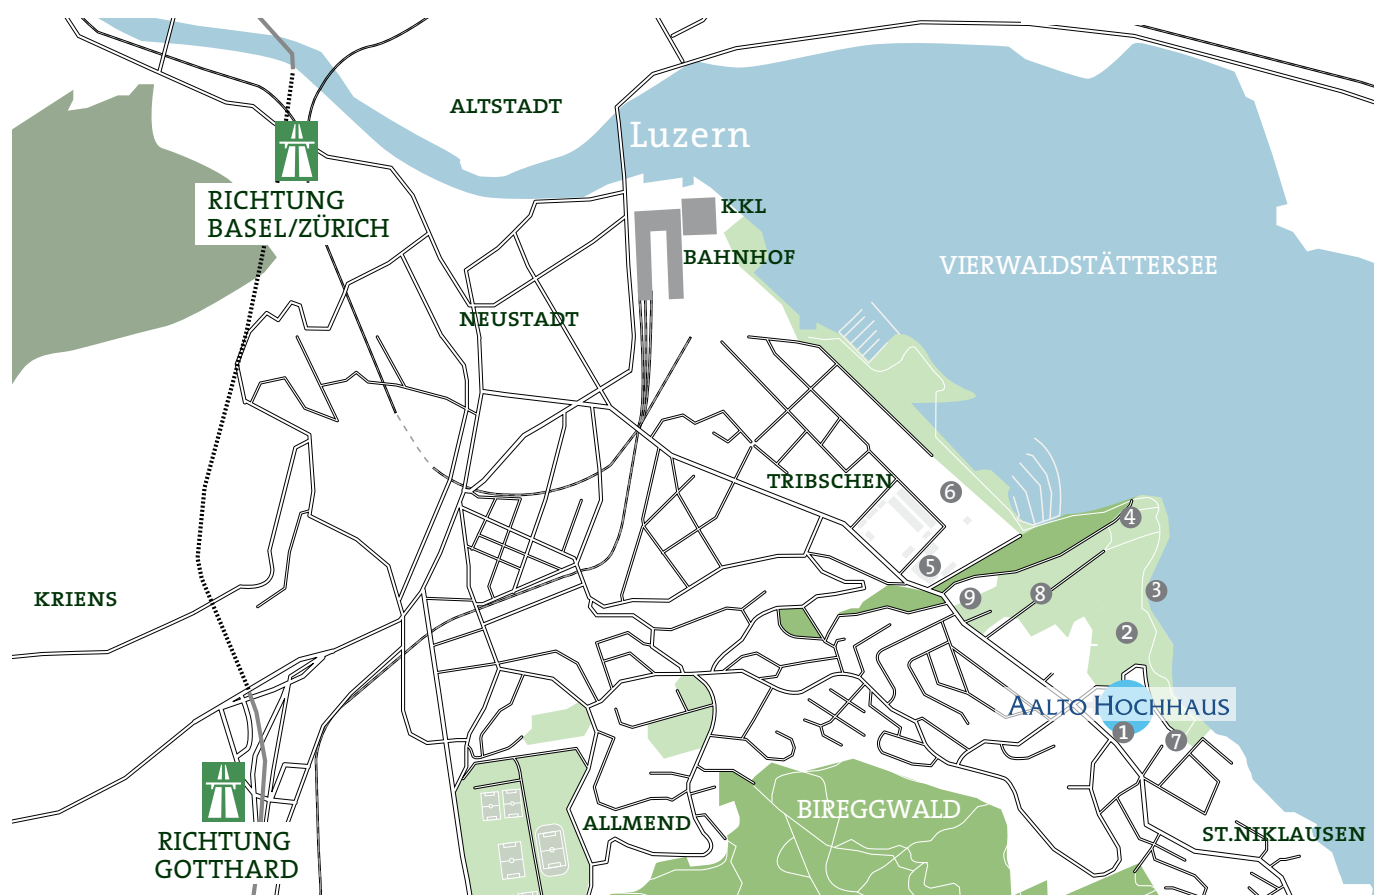 ALTSTADT
Luzern
RICHTUNG
BASEL/ZÜRICH
KKL
BAHNHOF
VIERWALDSTÄTTERSEE
NEUSTADT
TRIBSCHEN
6
4
5
3
8
9
KRIENS
2
AALTO HOCHHAUS
1
7
BIREGGWALD
ALLMEND
ST.NIKLAUSEN
RICHTUNG
GOTTHARD